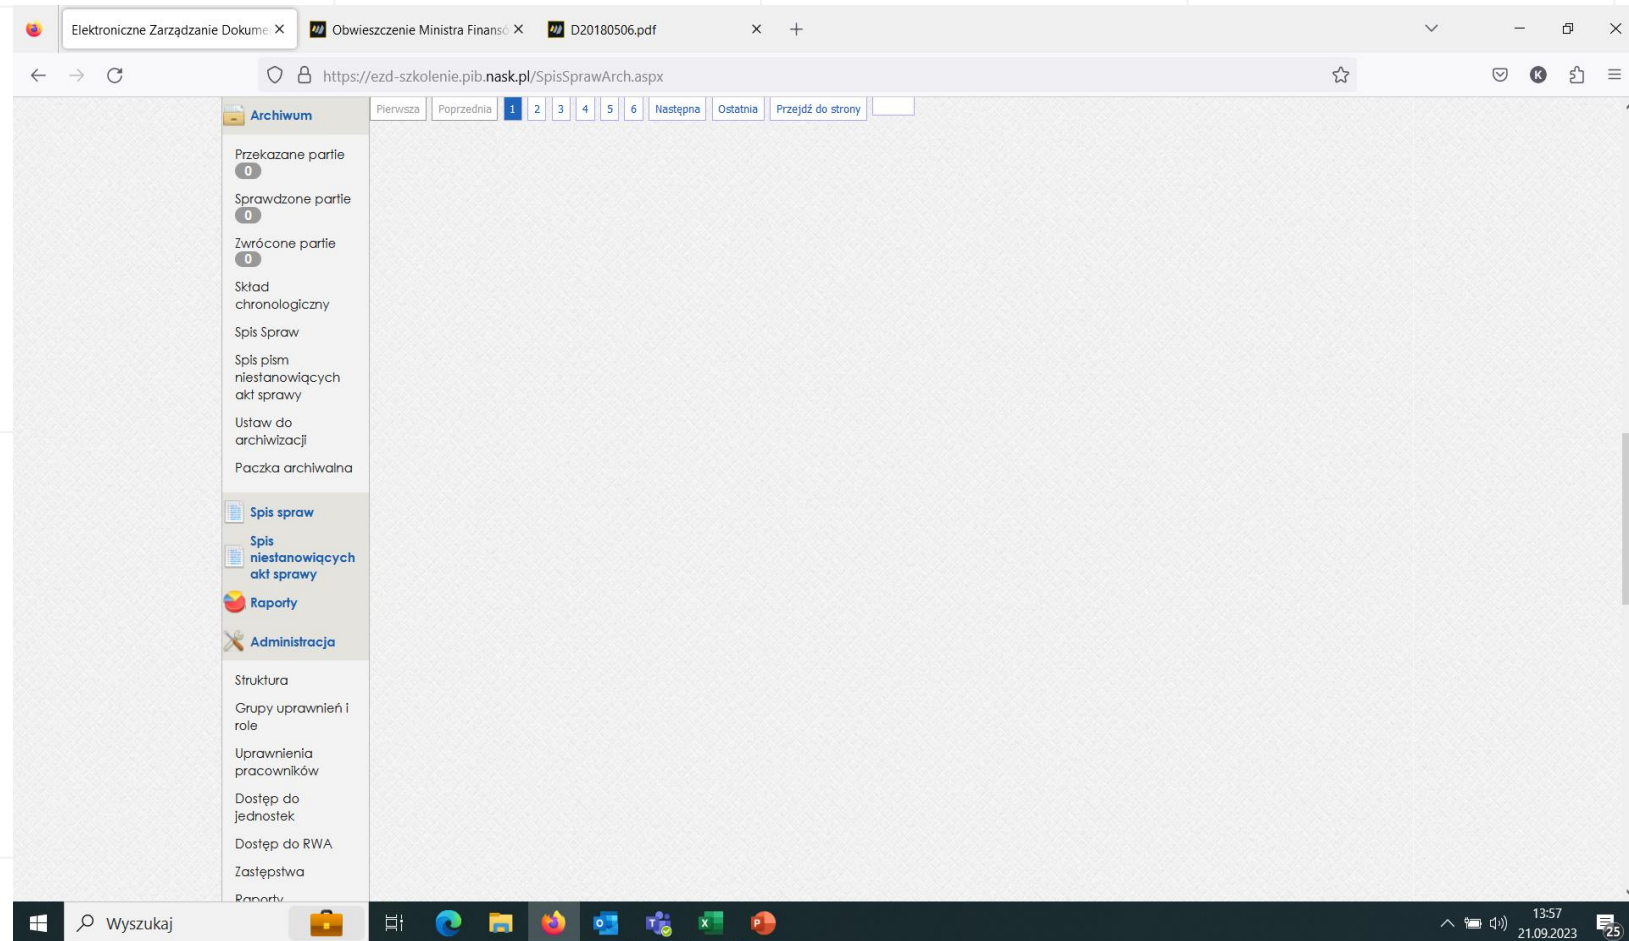 Elektroniczne Zarządzanie Dokume
Obwieszczenie Ministra Finansó
D20180506.pdf
https://ezd-szkolenie.pib.nask.pl/SpisSprawArch.aspx
K
Archiwum
Pierwsza Poprzednia 1 2 3 4 5 6 Następna Ostatnia Przejdź do strony
Przekazane partie
0
Sprawdzone partie
0
Zwrócone partie
0
Skład
chronologiczny
Spis Spraw
Spis pism
niestanowiących
akt sprawy
Ustaw do
archiwizacji
Paczka archiwalna
Spis spraw
Spis
niestanowiących
akt sprawy
Raporty
Administracja
Struktura
Grupy uprawnień i
role
Uprawnienia
pracowników
Dostęp do
jednostek
Dostęp do RWA
Zastępstwa
Raporty
Wyszukaj
13:57
21.09.2023
25